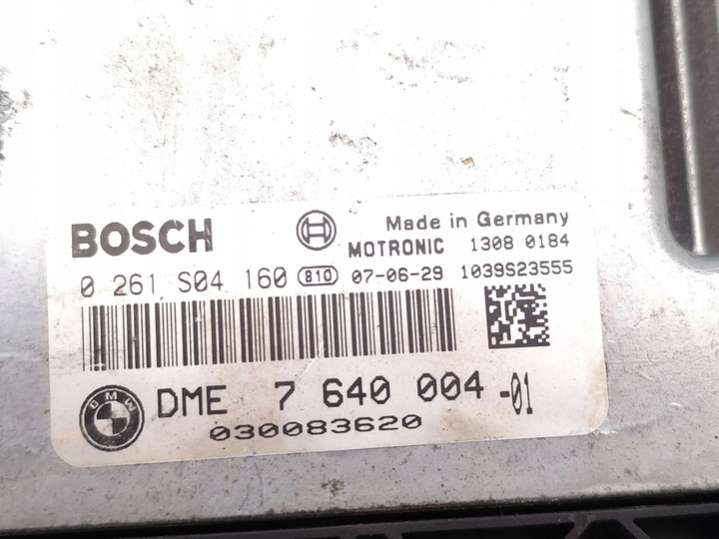 BOSCH Made in Germany
MOTRONIC 1308 0184
0 261 S04 160 810 07-06-29 1039S23555
BMW DME 7 640 004-01
030083620